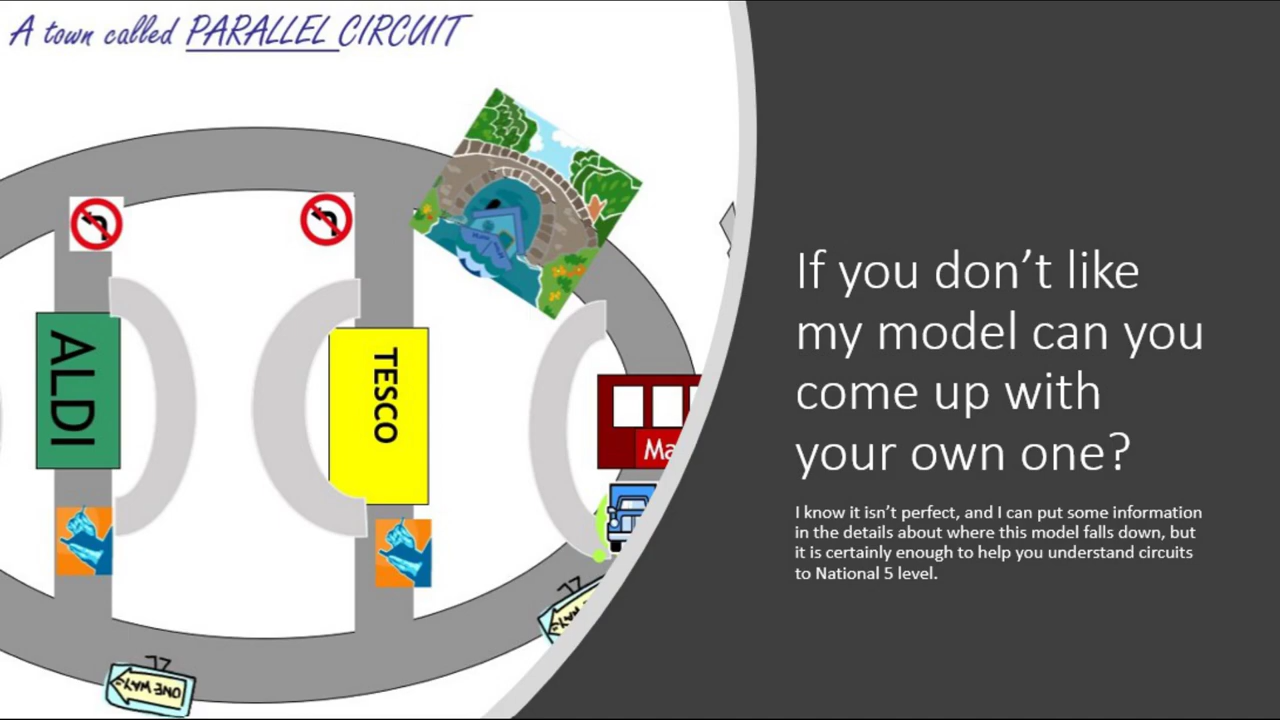 A town called PARALLEL CIRCUIT
ALDI
TESCO
Ma
ONE WAY
If you don't like
my model can you
come up with
your own one?
I know it isn't perfect, and I can put some information
in the details about where this model falls down, but
it is certainly enough to help you understand circuits
to National 5 level.